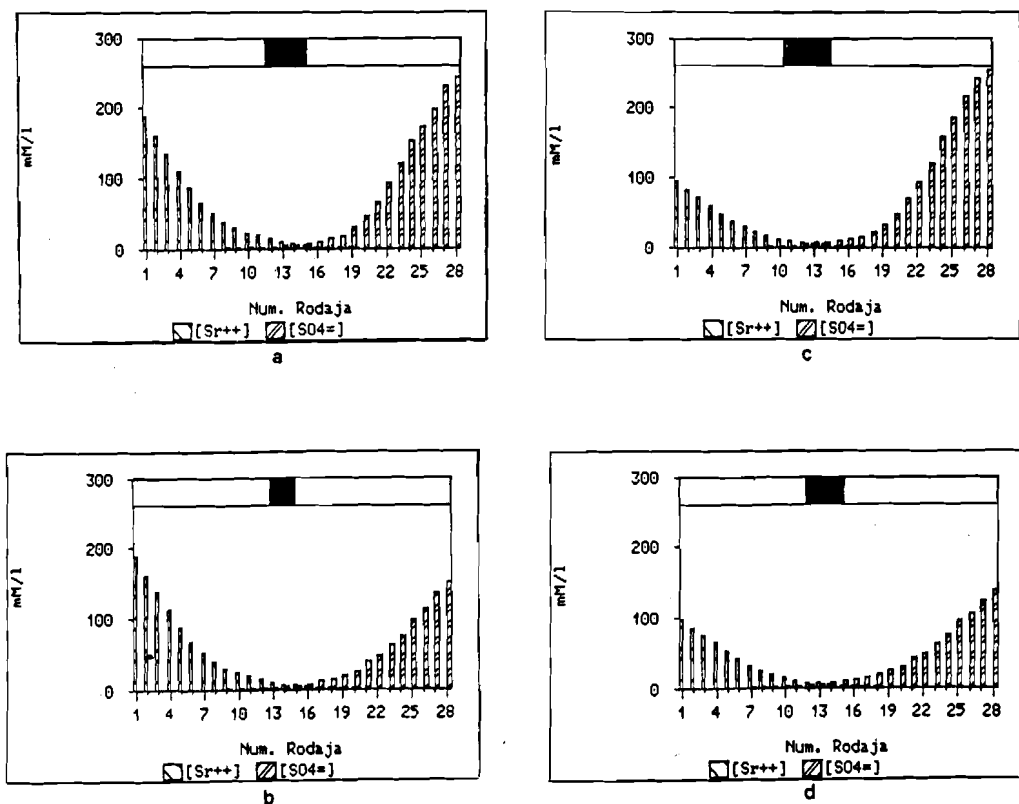 300
200
100
0
mM/l
1 4 7 10 13 16 19 22 25 28
Num. Rodaja
[Sr++] [SO4=]
a
300
200
100
0
mM/l
1 4 7 10 13 16 19 22 25 28
Num. Rodaja
[Sr++] [SO4=]
c
300
200
100
0
mM/l
1 4 7 10 13 16 19 22 25 28
Num. Rodaja
[Sr++] [SO4=]
b
300
200
100
0
mM/l
1 4 7 10 13 16 19 22 25 28
Num. Rodaja
[Sr++] [SO4=]
d